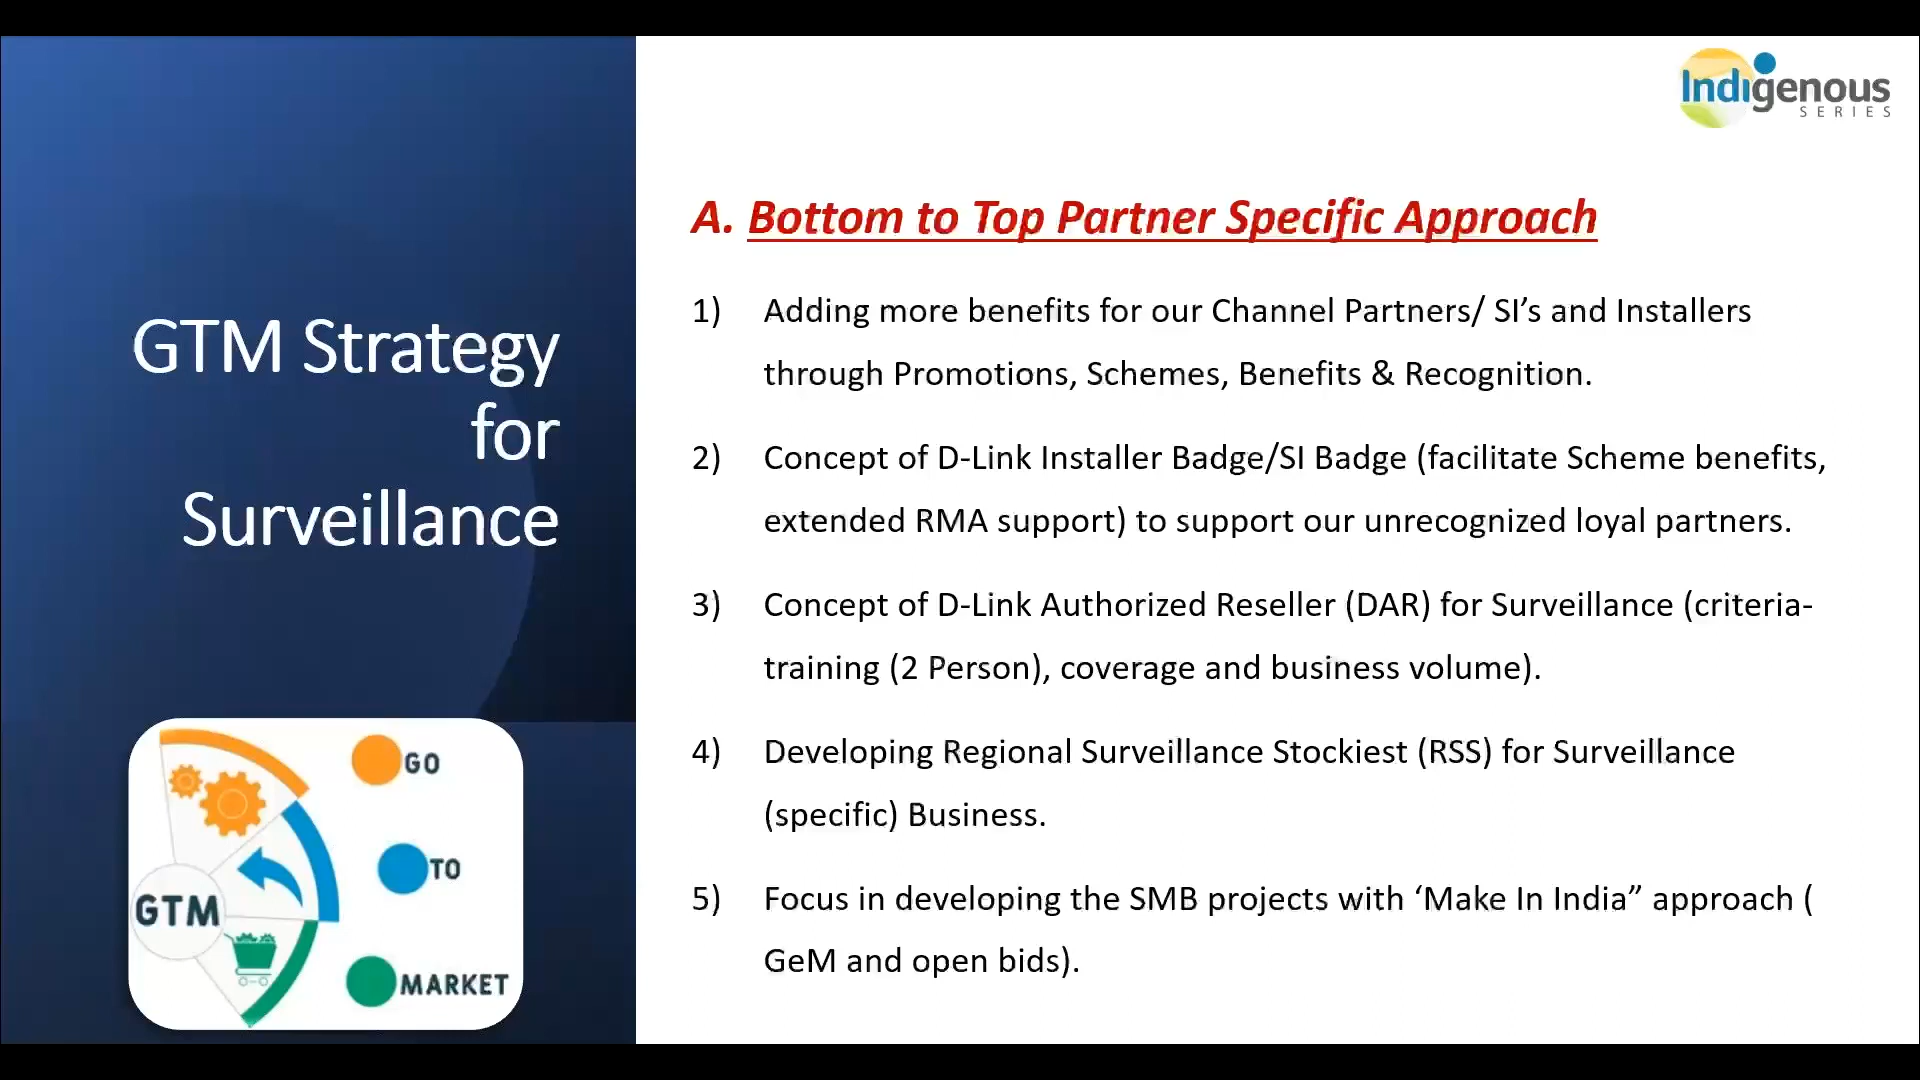 Indigenous
SERIES
GTM Strategy
for
Surveillance
GTM
GO
TO
MARKET
A. Bottom to Top Partner Specific Approach
1) Adding more benefits for our Channel Partners/ SI’s and Installers
through Promotions, Schemes, Benefits & Recognition.
2) Concept of D-Link Installer Badge/SI Badge (facilitate Scheme benefits,
extended RMA support) to support our unrecognized loyal partners.
3) Concept of D-Link Authorized Reseller (DAR) for Surveillance (criteria-
training (2 Person), coverage and business volume).
4) Developing Regional Surveillance Stockiest (RSS) for Surveillance
(specific) Business.
5) Focus in developing the SMB projects with ‘Make In India” approach (
GeM and open bids).